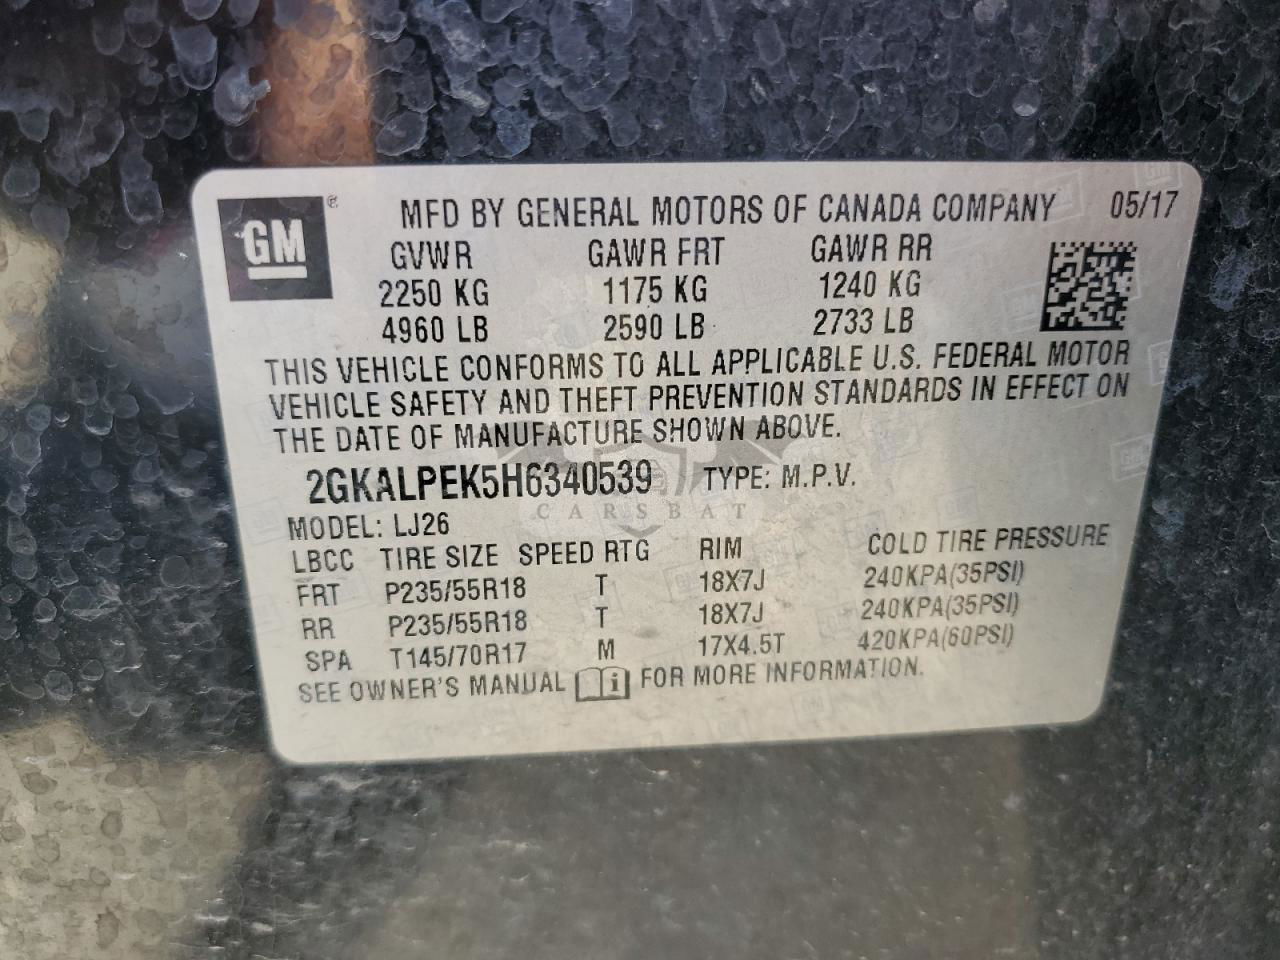 GM ®
MFD BY GENERAL MOTORS OF CANADA COMPANY 05/17
GVWR GAWR FRT GAWR RR
2250 KG 1175 KG 1240 KG
4960 LB 2590 LB 2733 LB
THIS VEHICLE CONFORMS TO ALL APPLICABLE U.S. FEDERAL MOTOR
VEHICLE SAFETY AND THEFT PREVENTION STANDARDS IN EFFECT ON
THE DATE OF MANUFACTURE SHOWN ABOVE.
2GKALPEK5H6340539 TYPE: M.P.V.
CARSBAT
MODEL: LJ26
LBCC TIRE SIZE SPEED RTG RIM COLD TIRE PRESSURE
FRT P235/55R18 T 18X7J 240KPA(35PSI)
RR P235/55R18 T 18X7J 240KPA(35PSI)
SPA T145/70R17 M 17X4.5T 420KPA(60PSI)
SEE OWNER'S MANUAL i FOR MORE INFORMATION.